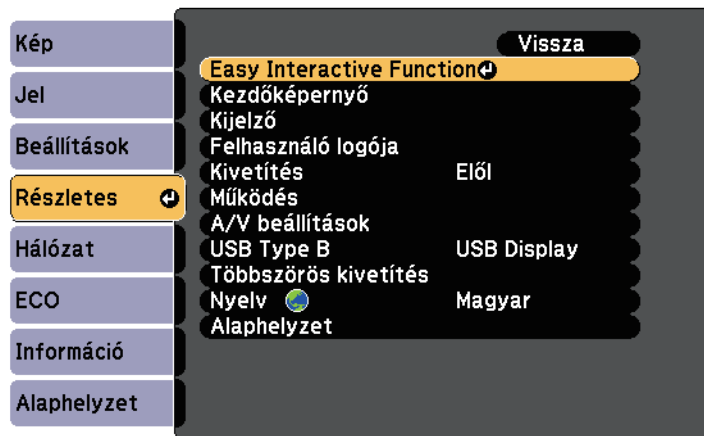 Kép
Jel
Beállítások
Részletes
Hálózat
ECO
Információ
Alaphelyzet
Vissza
Easy Interactive Function
Kezdőképernyő
Kijelző
Felhasználó logója
Kivetítés Elől
Működés
A/V beállítások
USB Type B USB Display
Többszörös kivetítés
Nyelv Magyar
Alaphelyzet